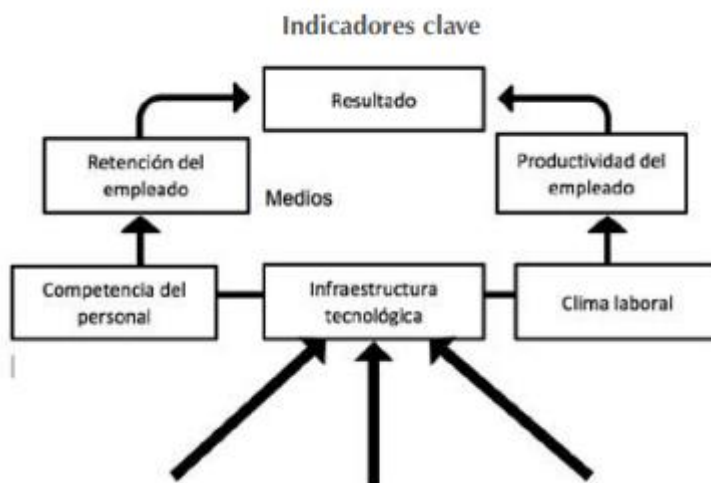 Indicadores clave
Resultado
Retención del
empleado
Productividad del
empleado
Medios
Competencia del
personal
Infraestructura
tecnológica
Clima laboral